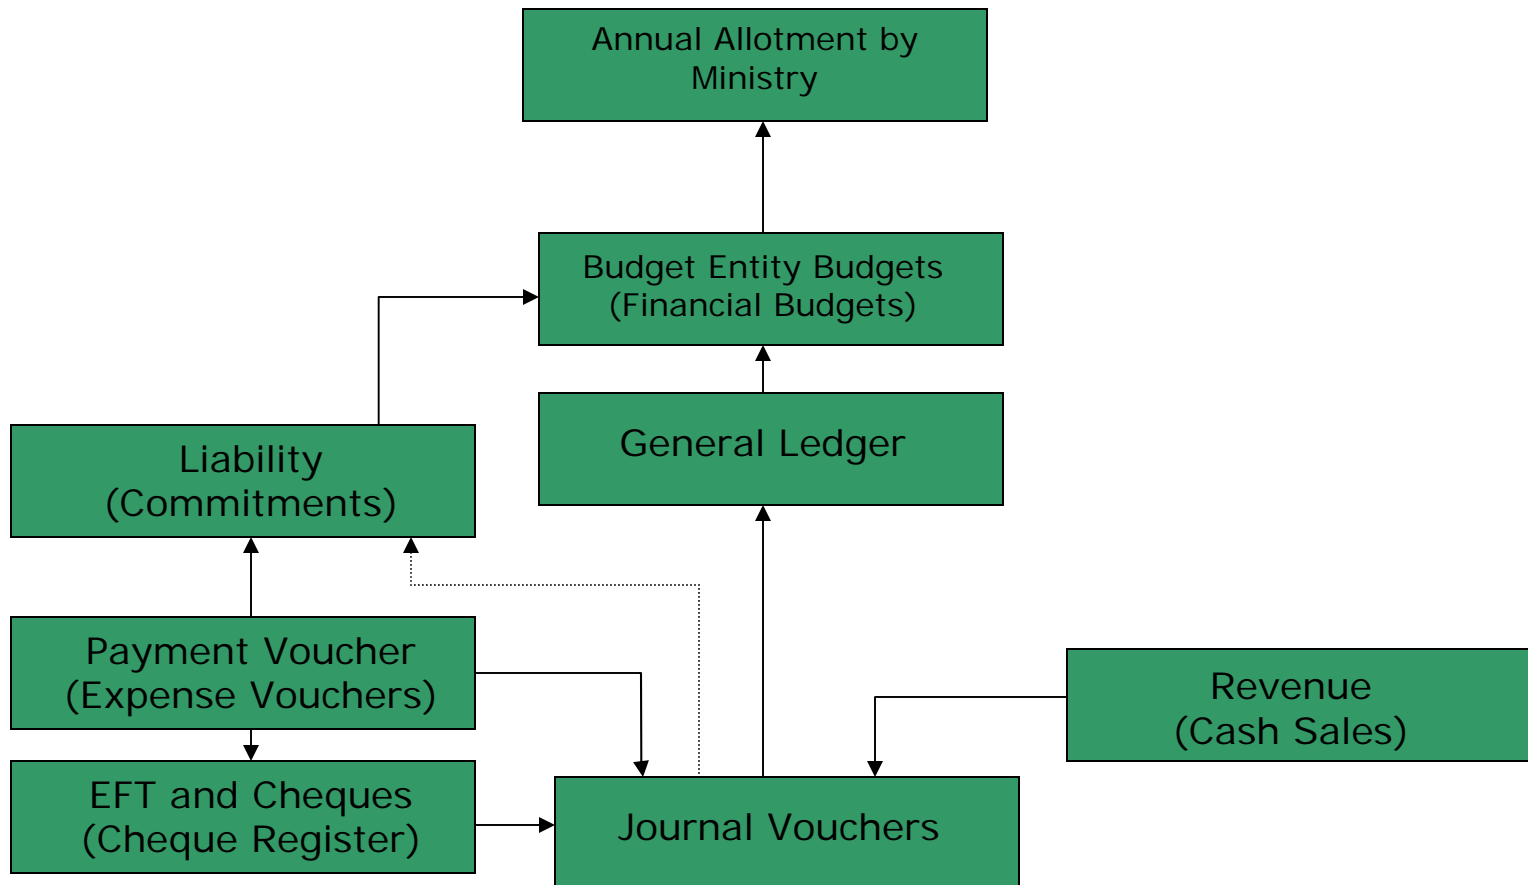 Annual Allotment by
Ministry
Budget Entity Budgets
(Financial Budgets)
General Ledger
Liability
(Commitments)
Payment Voucher
(Expense Vouchers)
Revenue
(Cash Sales)
EFT and Cheques
(Cheque Register)
Journal Vouchers